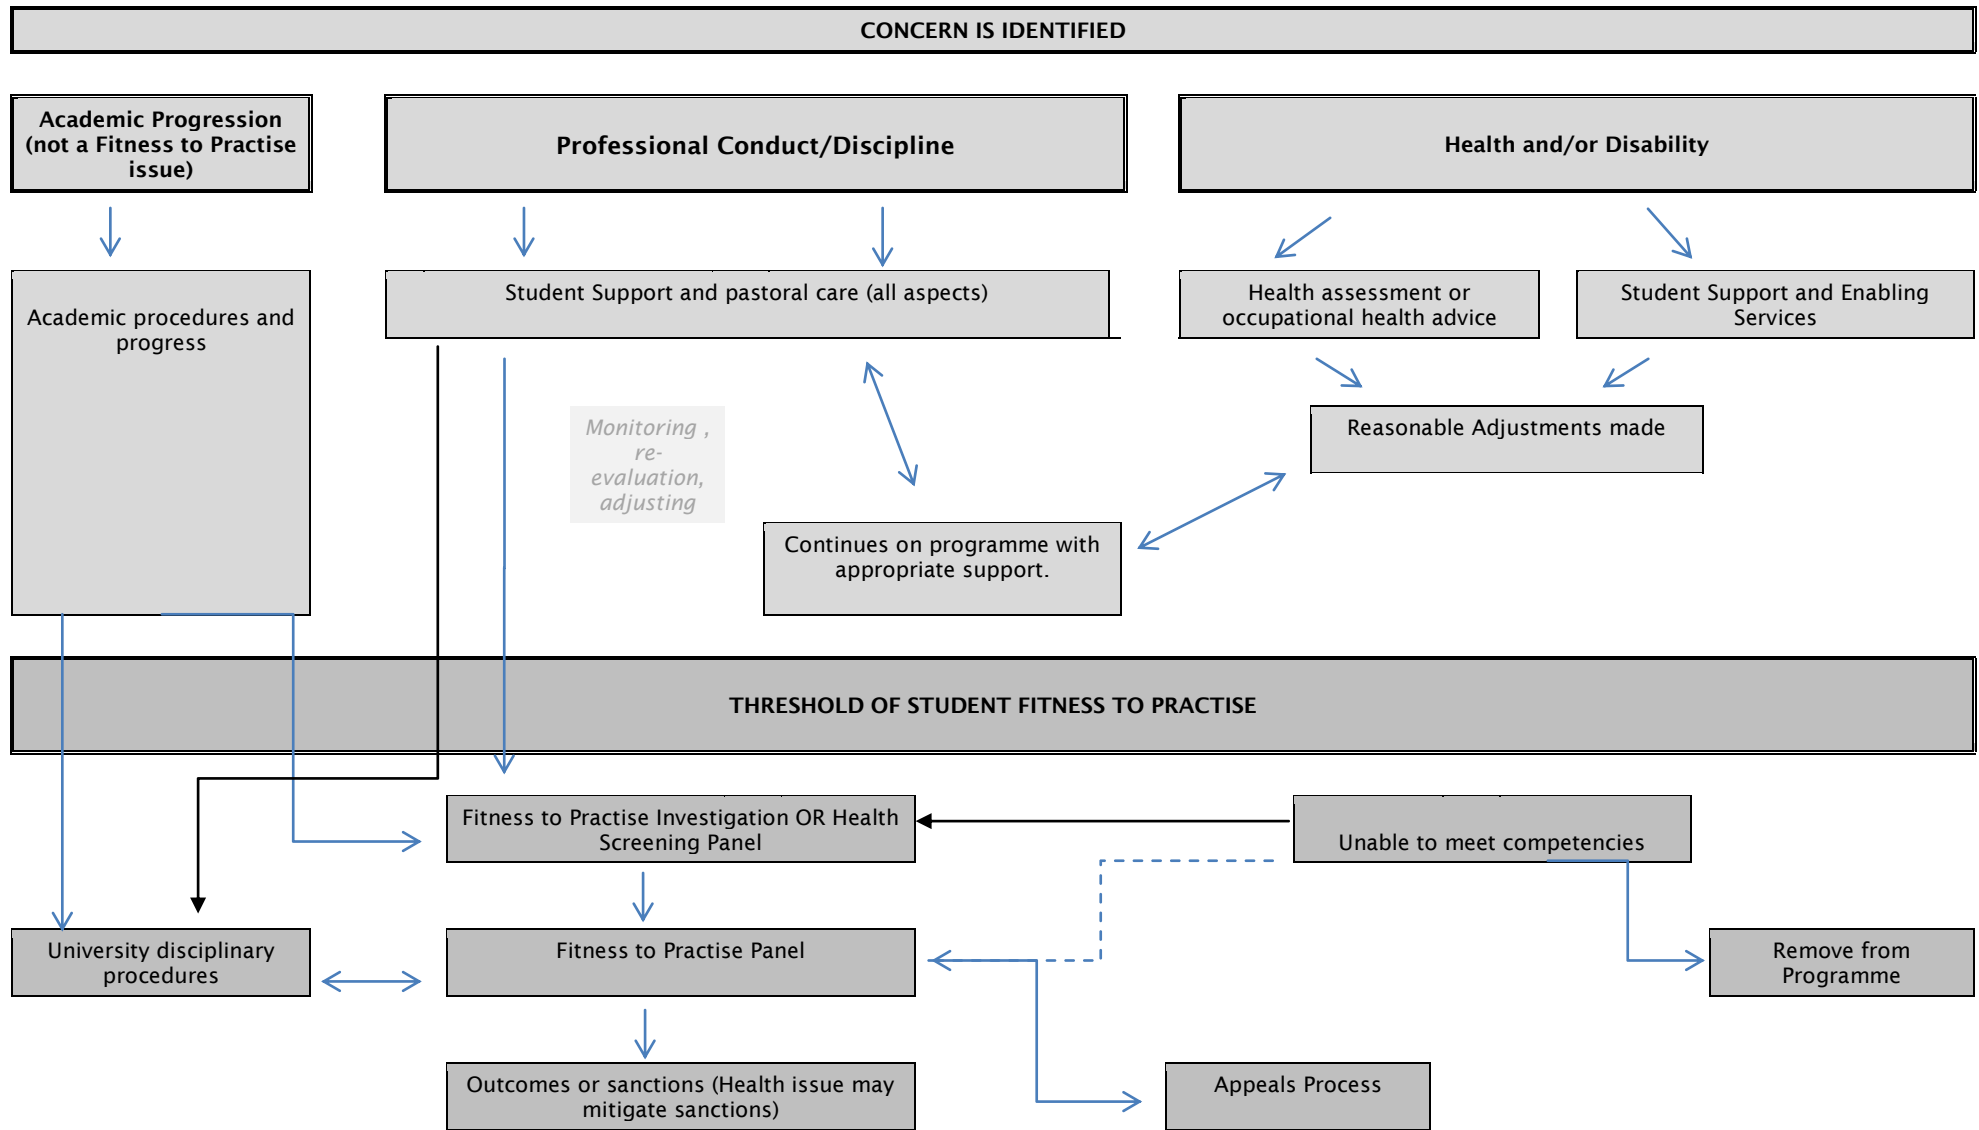 CONCERN IS IDENTIFIED
Academic Progression
(not a Fitness to Practise
issue)
Professional Conduct/Discipline
Health and/or Disability
Academic procedures and
progress
Student Support and pastoral care (all aspects)
Health assessment or
occupational health advice
Student Support and Enabling
Services
Monitoring ,
re-
evaluation,
adjusting
Reasonable Adjustments made
Continues on programme with
appropriate support.
THRESHOLD OF STUDENT FITNESS TO PRACTISE
Fitness to Practise Investigation OR Health
Screening Panel
Unable to meet competencies
University disciplinary
procedures
Fitness to Practise Panel
Remove from
Programme
Outcomes or sanctions (Health issue may
mitigate sanctions)
Appeals Process